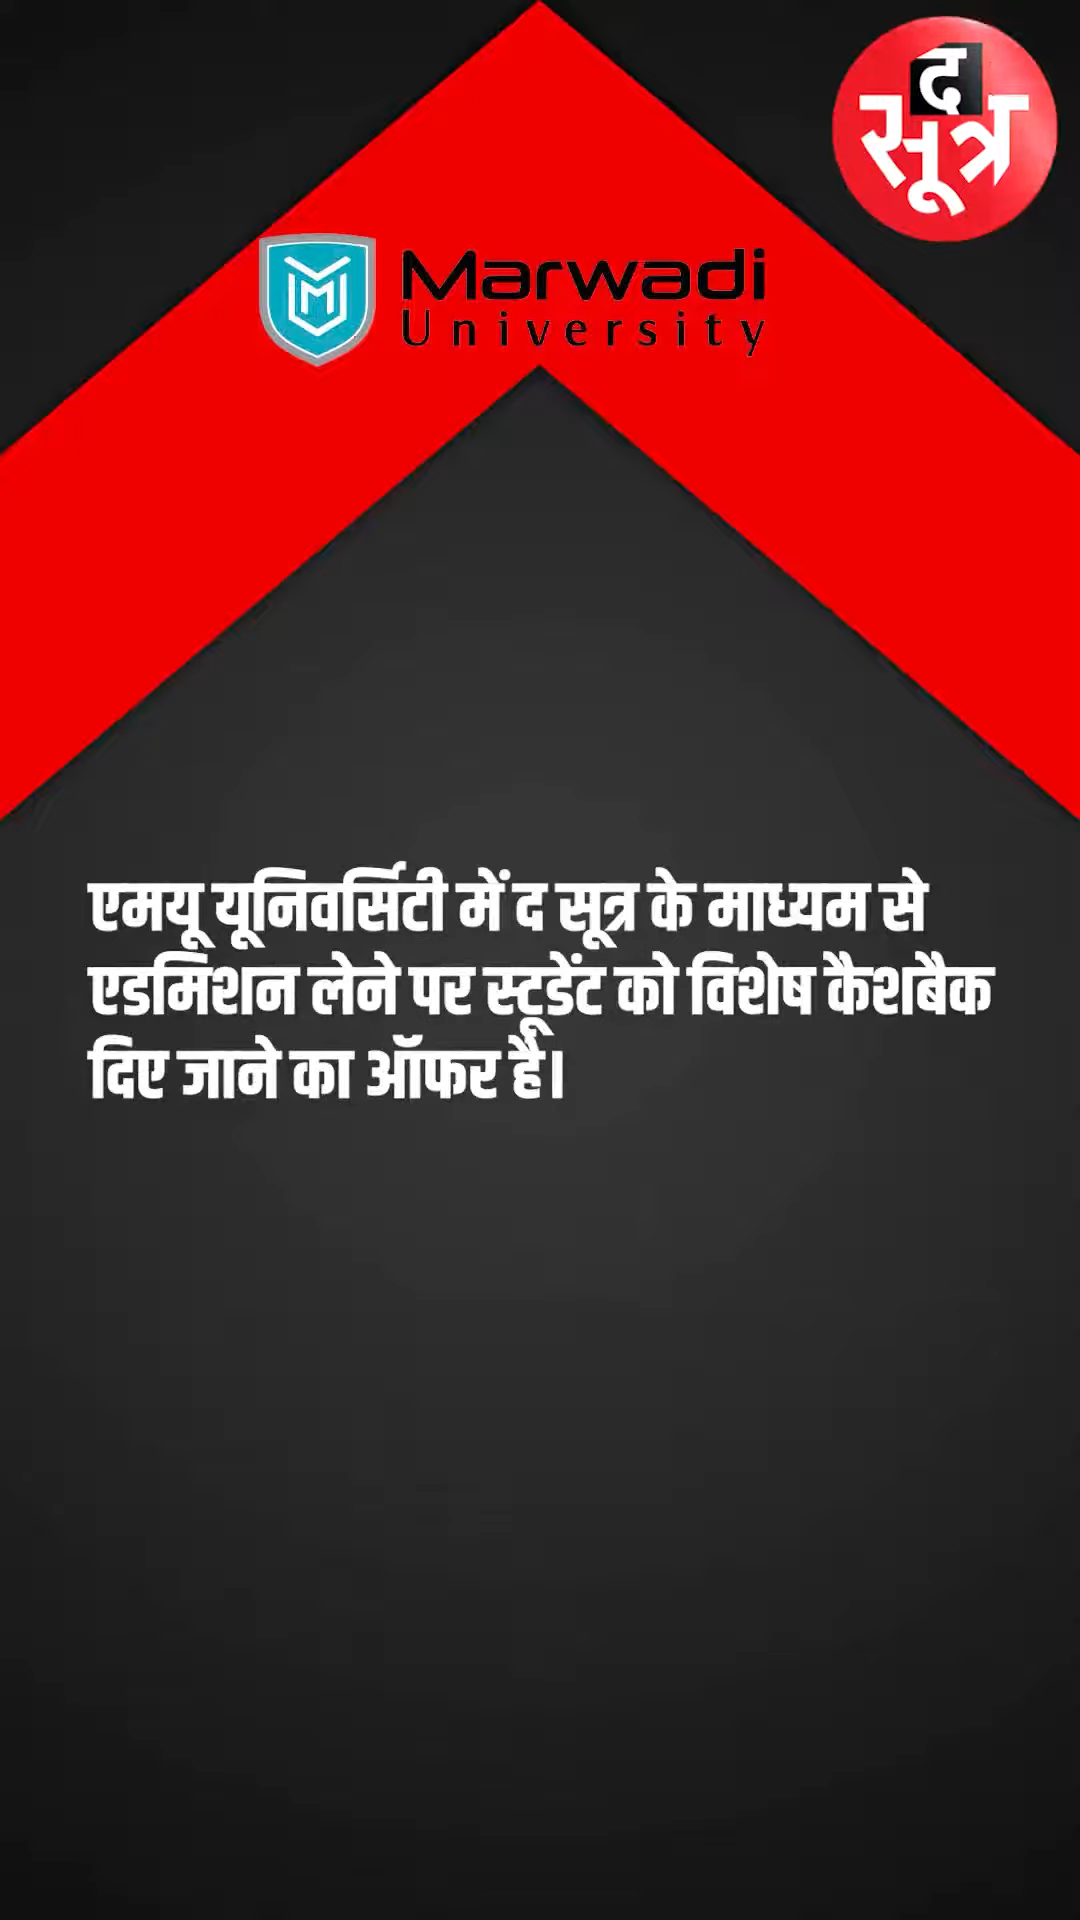 द
सूत्र
Marwadi
University
एमयू यूनिवर्सिटी में द सूत्र के माध्यम से
एडमिशन लेने पर स्टूडेंट को विशेष कैशबैक
दिए जाने का ऑफर है।